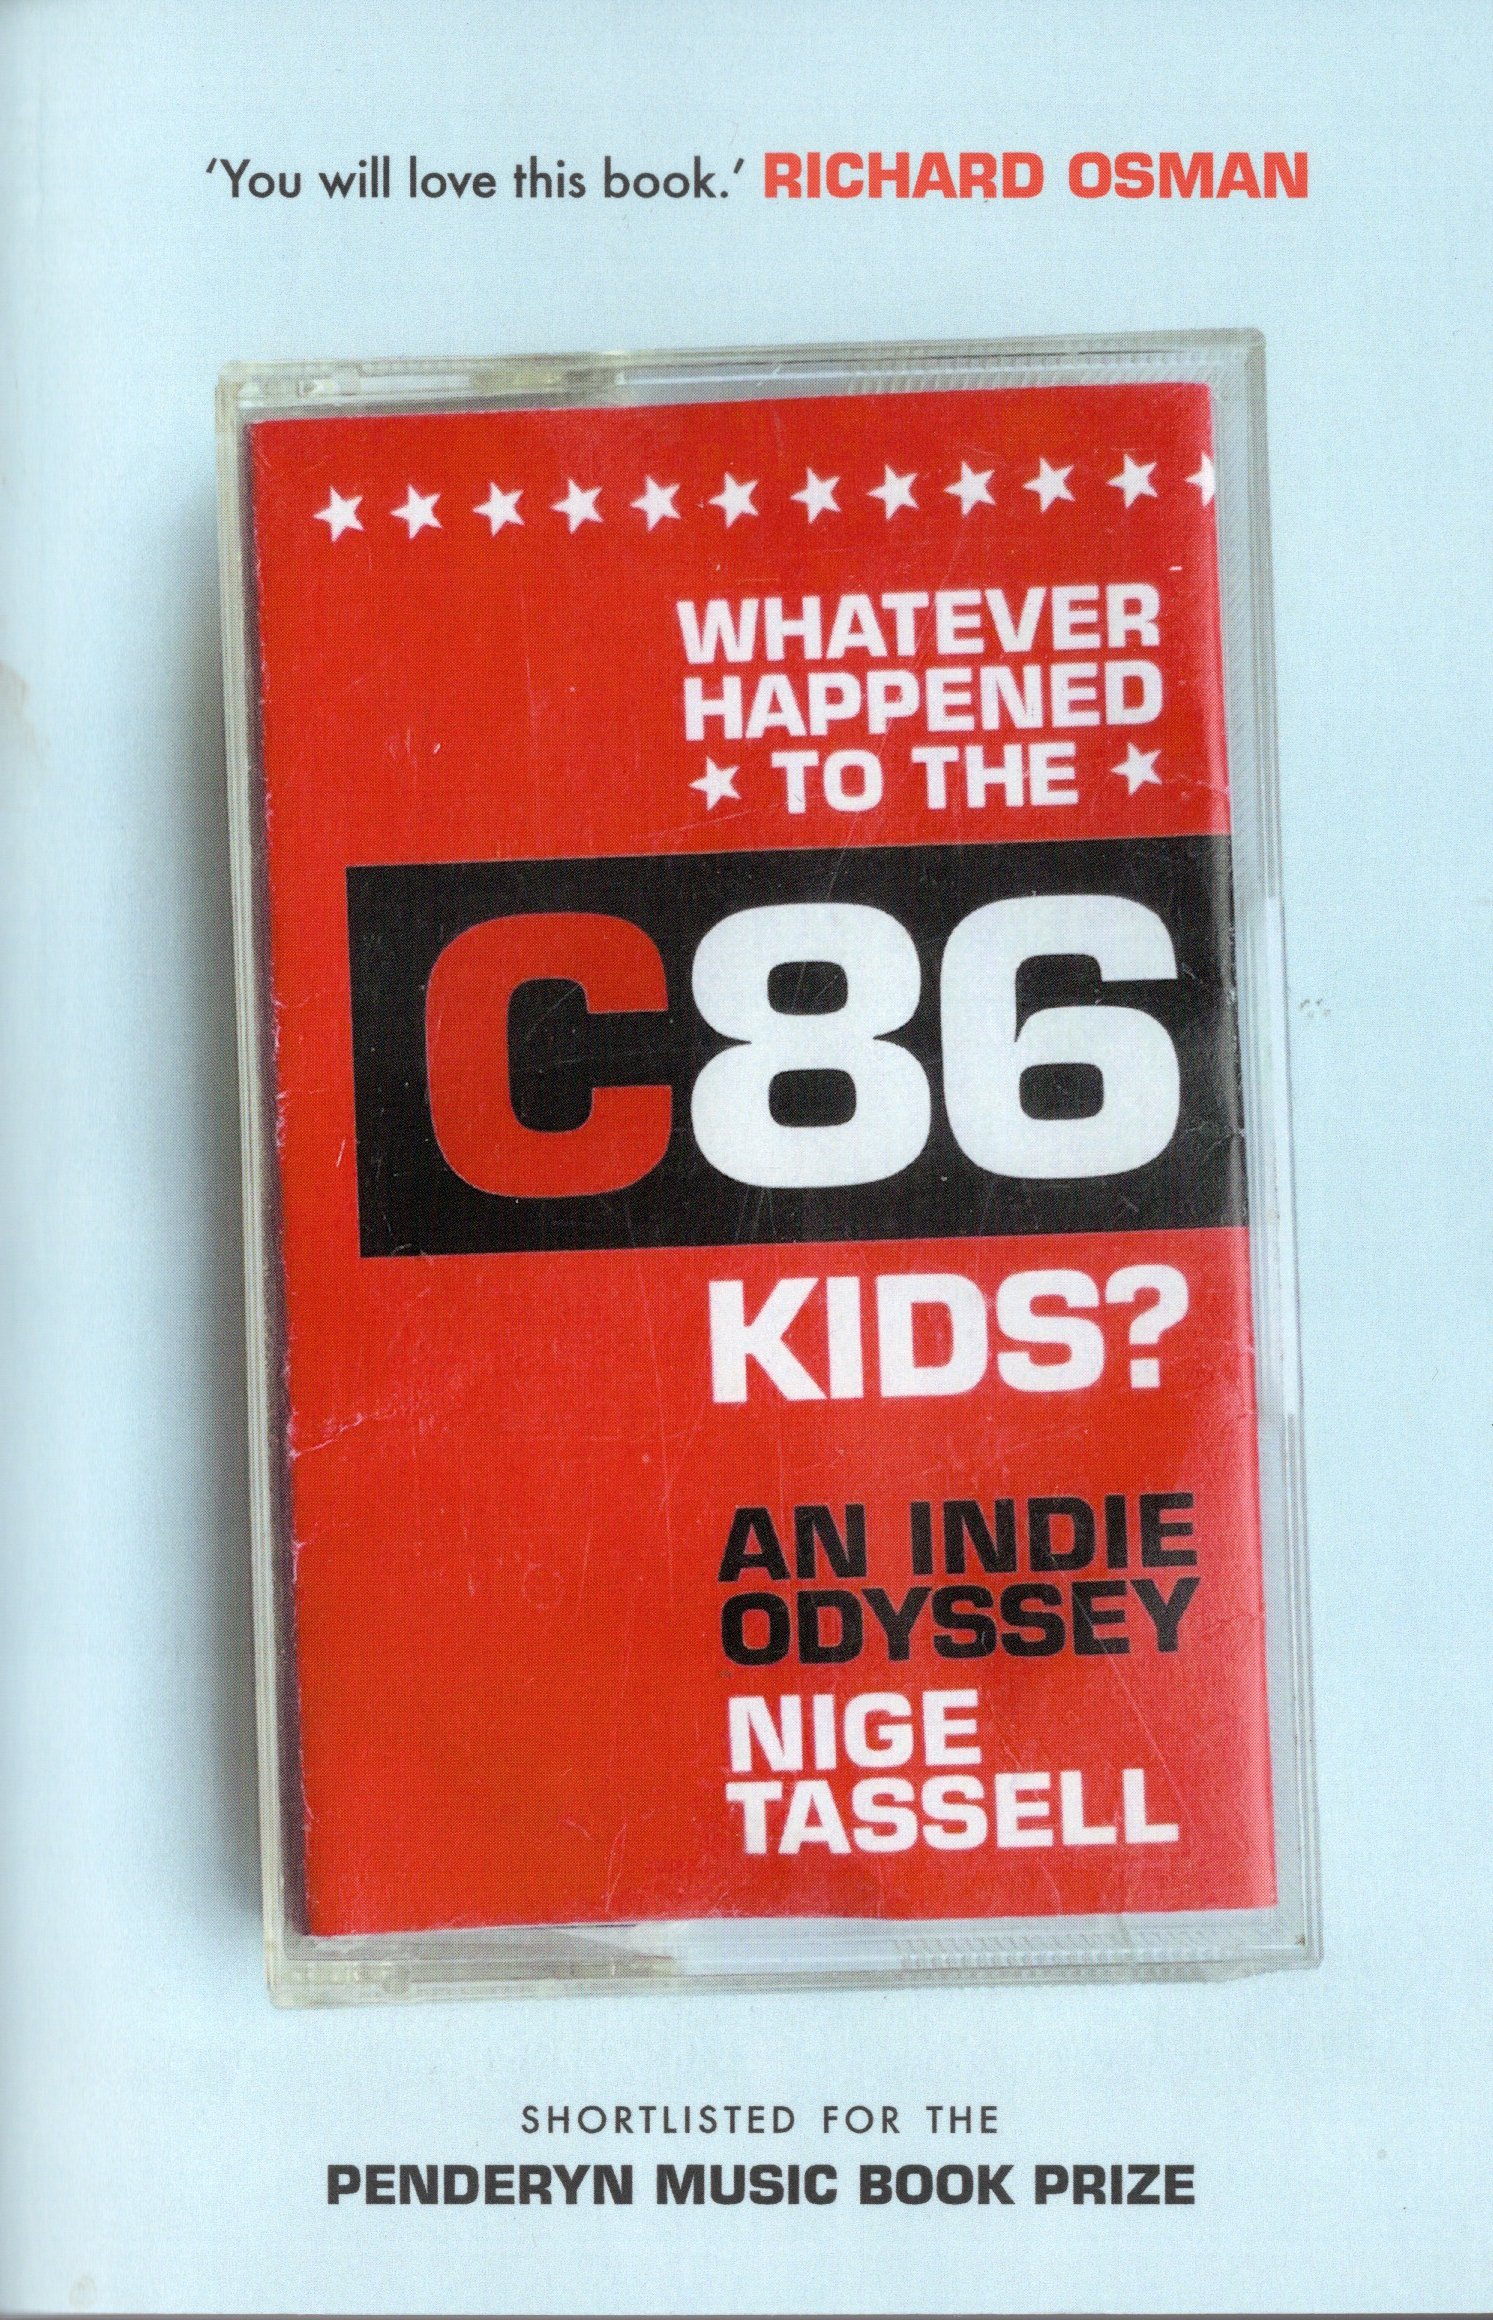 ‘You will love this book.’ RICHARD OSMAN
WHATEVER
HAPPENED
TO THE
C86
KIDS?
AN INDIE
ODYSSEY
NIGE
TASSELL
SHORTLISTED FOR THE
PENDERYN MUSIC BOOK PRIZE